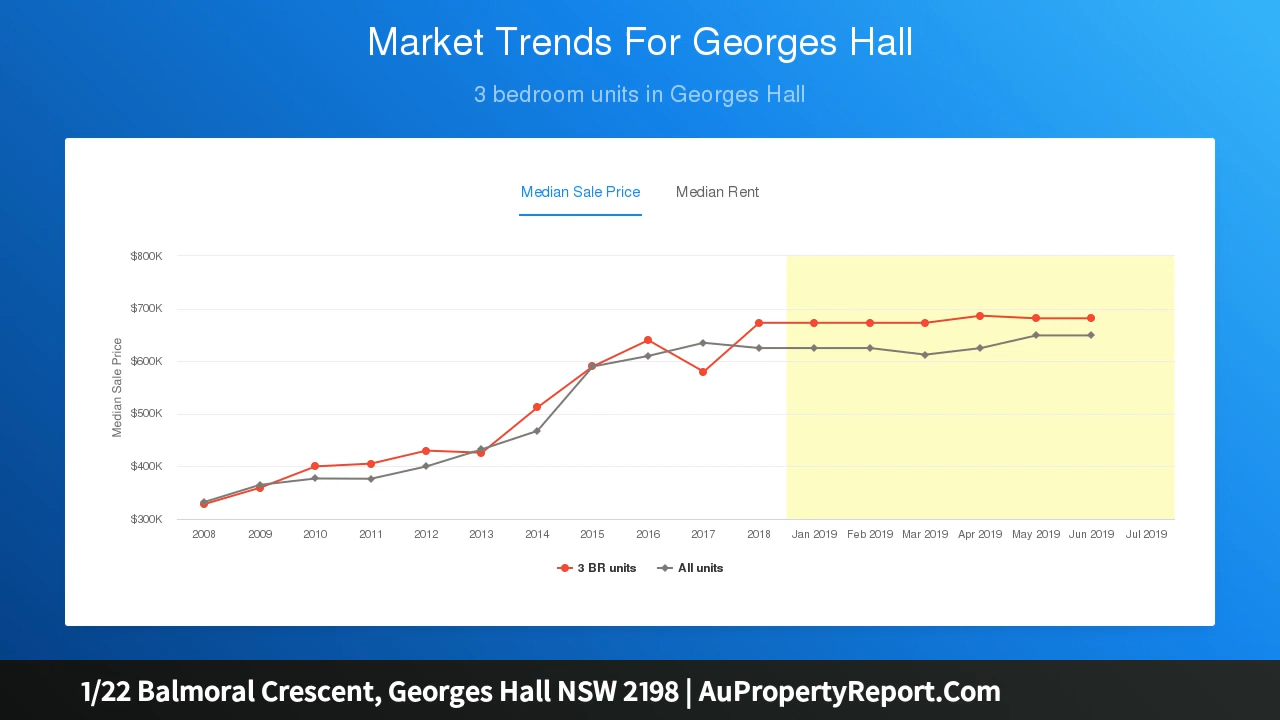 Market Trends For Georges Hall
3 bedroom units in Georges Hall
Median Sale Price Median Rent
$800K
$700K
$600K
$500K
$400K
$300K
Median Sale Price
2008 2009 2010 2011 2012 2013 2014 2015 2016 2017 2018 Jan 2019 Feb 2019 Mar 2019 Apr 2019 May 2019 Jun 2019 Jul 2019
3 BR units All units
1/22 Balmoral Crescent, Georges Hall NSW 2198 | AuPropertyReport.Com